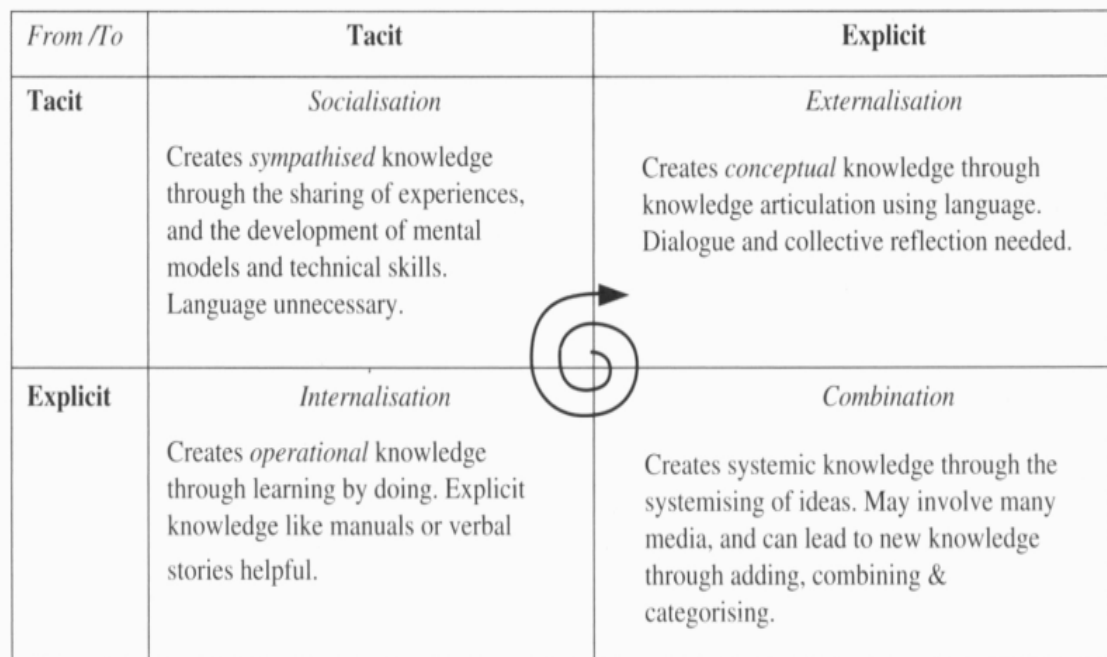 From /To
Tacit
Explicit
Tacit
Socialisation
Creates sympathised knowledge
through the sharing of experiences,
and the development of mental
models and technical skills.
Language unnecessary.
Externalisation
Creates conceptual knowledge through
knowledge articulation using language.
Dialogue and collective reflection needed.
Explicit
Internalisation
Creates operational knowledge
through learning by doing. Explicit
knowledge like manuals or verbal
stories helpful.
Combination
Creates systemic knowledge through the
systemising of ideas. May involve many
media, and can lead to new knowledge
through adding, combining &
categorising.